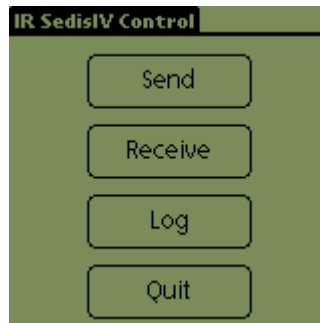 IR SedisIV Control
Send
Receive
Log
Quit